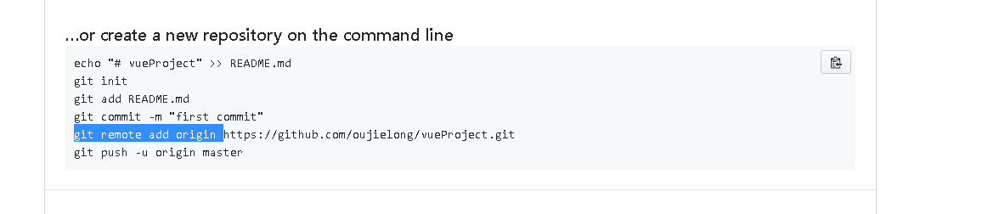 ...or create a new repository on the command line
echo "# vueProject" >> README.md
git init
git add README.md
git commit -m "first commit"
git remote add origin https://github.com/oujielong/vueProject.git
git push -u origin master